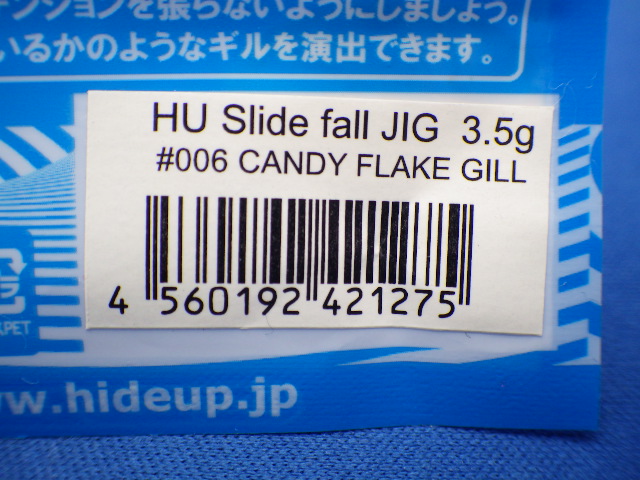 ンションを張らないようにしましょう。
いるかのようなギルを演出できます。
HU Slide fall JIG 3.5g
#006 CANDY FLAKE GILL
4 560192 421275
PET
www.hideup.jp